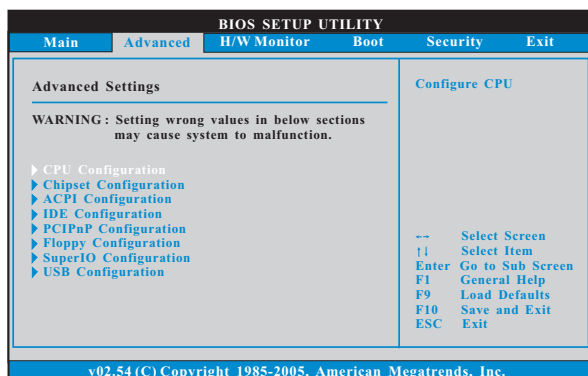 BIOS SETUP UTILITY
Main Advanced H/W Monitor Boot Security Exit
Advanced Settings
WARNING : Setting wrong values in below sections
may cause system to malfunction.
CPU Configuration
Chipset Configuration
ACPI Configuration
IDE Configuration
PCIPnP Configuration
Floppy Configuration
SuperIO Configuration
USB Configuration
Configure CPU
←→ Select Screen
↑↓ Select Item
Enter Go to Sub Screen
F1 General Help
F9 Load Defaults
F10 Save and Exit
ESC Exit
v02.54 (C) Copyright 1985-2005, American Megatrends, Inc.